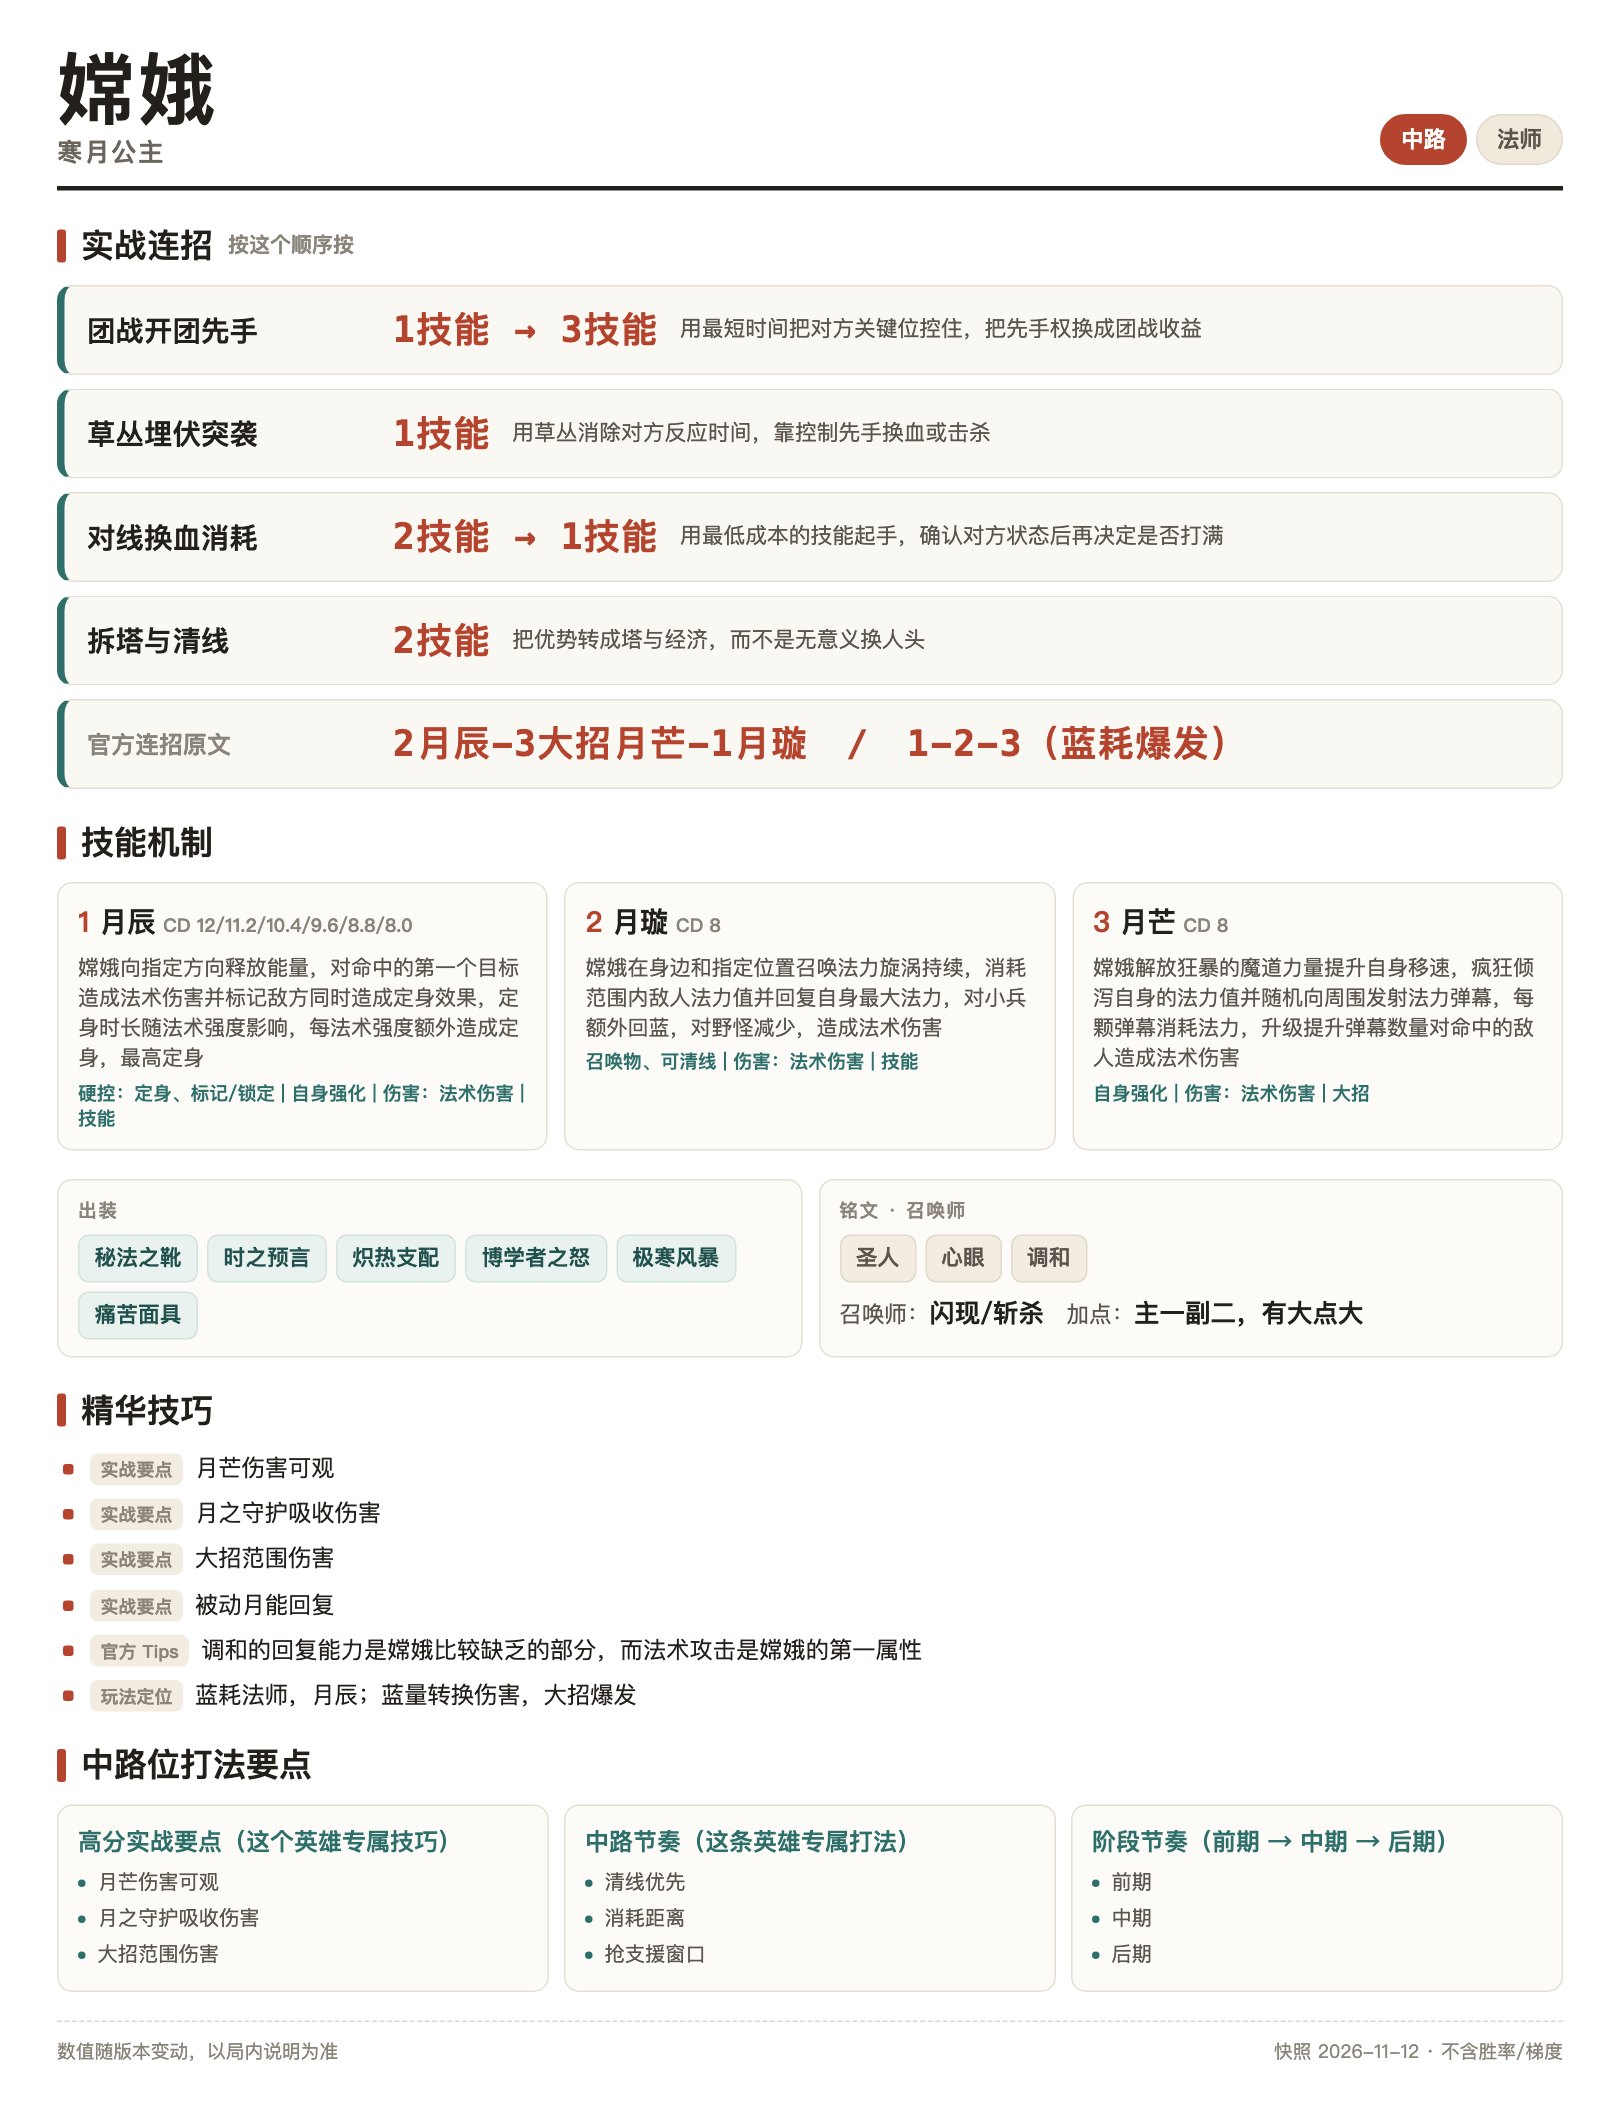 嫦娥
寒月公主
中路 法师
实战连招 按这个顺序按
团战开团先手 1技能 → 3技能 用最短时间把对方关键位控住，把先手权换成团战收益
草丛埋伏突袭 1技能 用草丛消除对方反应时间，靠控制先手换血或击杀
对线换血消耗 2技能 → 1技能 用最低成本的技能起手，确认对方状态后再决定是否打满
拆塔与清线 2技能 把优势转成塔与经济，而不是无意义换人头
官方连招原文 2月辰–3大招月芒–1月璇 / 1–2–3（蓝耗爆发）
技能机制
1 月辰 CD 12/11.2/10.4/9.6/8.8/8.0
嫦娥向指定方向释放能量，对命中的第一个目标
造成法术伤害并标记敌方同时造成定身效果，定
身时长随法术强度影响，每法术强度额外造成定
身，最高定身
硬控：定身、标记/锁定 | 自身强化 | 伤害：法术伤害 |
技能
2 月璇 CD 8
嫦娥在身边和指定位置召唤法力旋涡持续，消耗
范围内敌人法力值并回复自身最大法力，对小兵
额外回蓝，对野怪减少，造成法术伤害
召唤物、可清线 | 伤害：法术伤害 | 技能
3 月芒 CD 8
嫦娥解放狂暴的魔道力量提升自身移速，疯狂倾
泻自身的法力值并随机向周围发射法力弹幕，每
颗弹幕消耗法力，升级提升弹幕数量对命中的敌
人造成法术伤害
自身强化 | 伤害：法术伤害 | 大招
出装
秘法之靴 时之预言 炽热支配 博学者之怒 极寒风暴
痛苦面具
铭文 · 召唤师
圣人 心眼 调和
召唤师：闪现/斩杀 加点：主一副二，有大点大
精华技巧
实战要点 月芒伤害可观
实战要点 月之守护吸收伤害
实战要点 大招范围伤害
实战要点 被动月能回复
官方 Tips 调和的回复能力是嫦娥比较缺乏的部分，而法术攻击是嫦娥的第一属性
玩法定位 蓝耗法师，月辰；蓝量转换伤害，大招爆发
中路位打法要点
高分实战要点（这个英雄专属技巧）
月芒伤害可观
月之守护吸收伤害
大招范围伤害
中路节奏（这条英雄专属打法）
清线优先
消耗距离
抢支援窗口
阶段节奏（前期 → 中期 → 后期）
前期
中期
后期
数值随版本变动，以局内说明为准
快照 2026–11–12 · 不含胜率/梯度